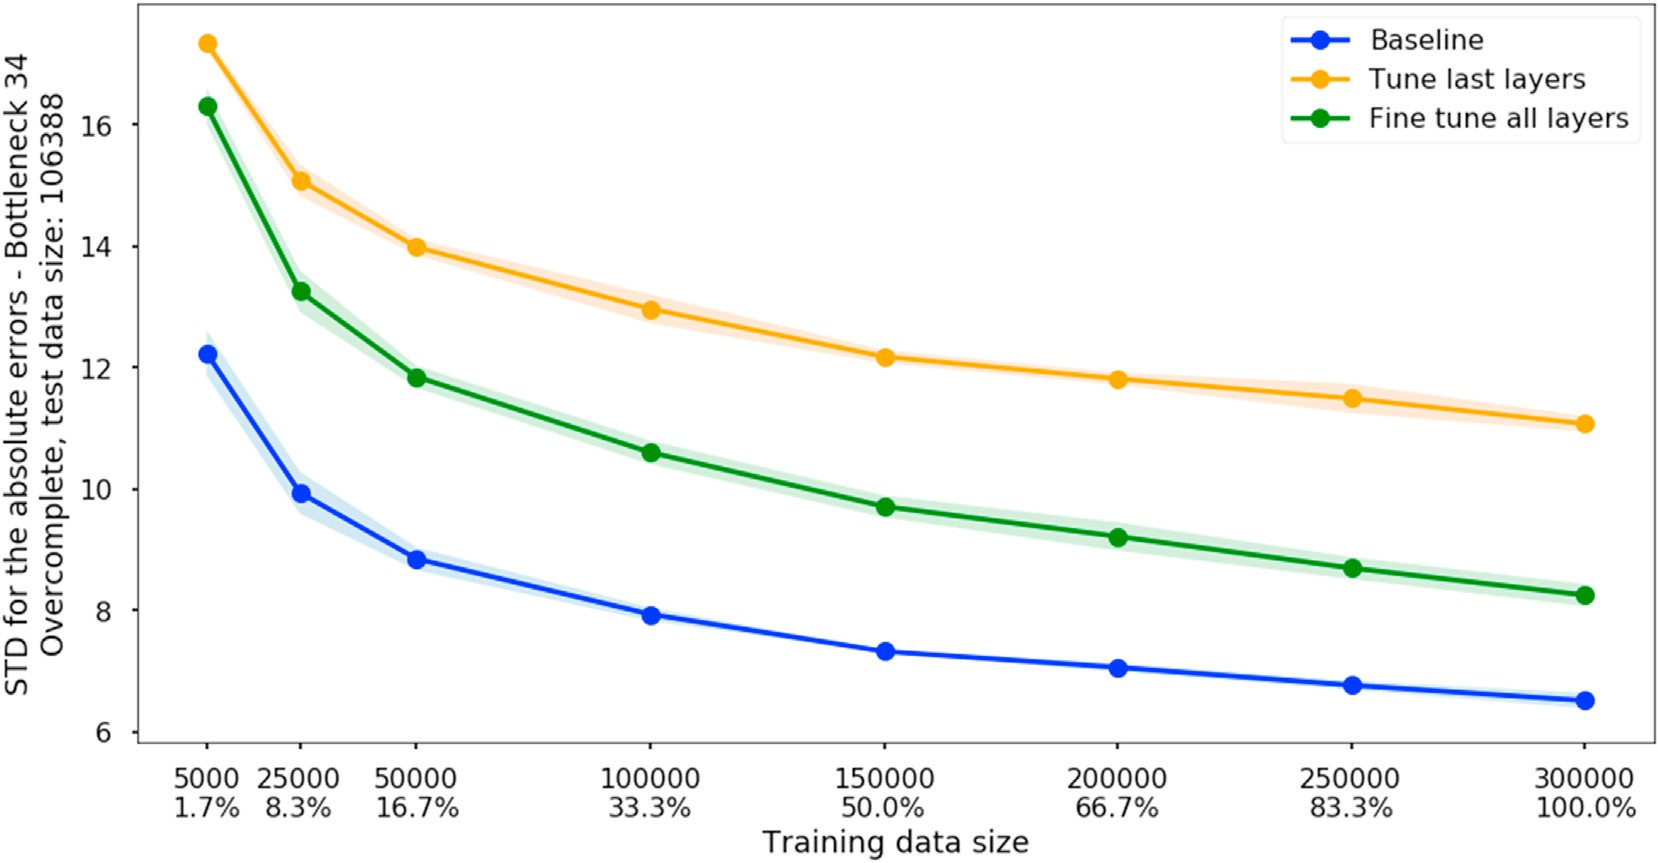 STD for the absolute errors - Bottleneck 34
Overcomplete, test data size: 106388
16
14
12
10
8
6
Baseline
Tune last layers
Fine tune all layers
5000 25000 50000 100000 150000 200000 250000 300000
1.7% 8.3% 16.7% 33.3% 50.0% 66.7% 83.3% 100.0%
Training data size